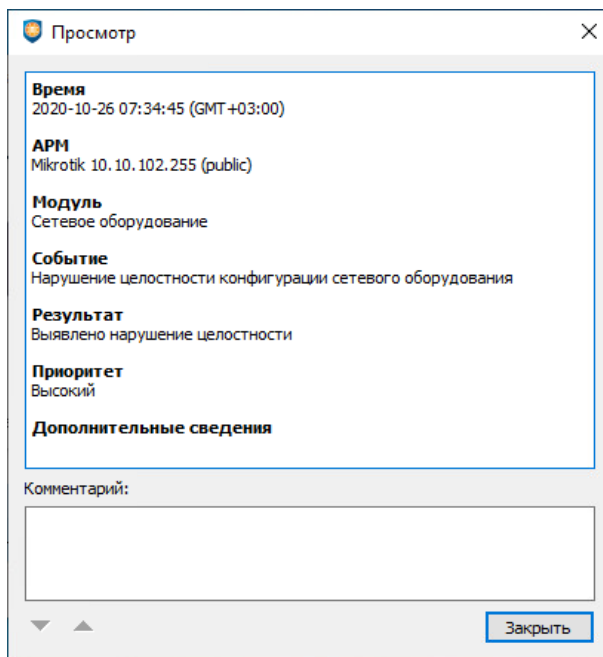 Просмотр
Время
2020-10-26 07:34:45 (GMT+03:00)
АРМ
Mikrotik 10.10.102.255 (public)
Модуль
Сетевое оборудование
Событие
Нарушение целостности конфигурации сетевого оборудования
Результат
Выявлено нарушение целостности
Приоритет
Высокий
Дополнительные сведения
Комментарий:
Закрыть